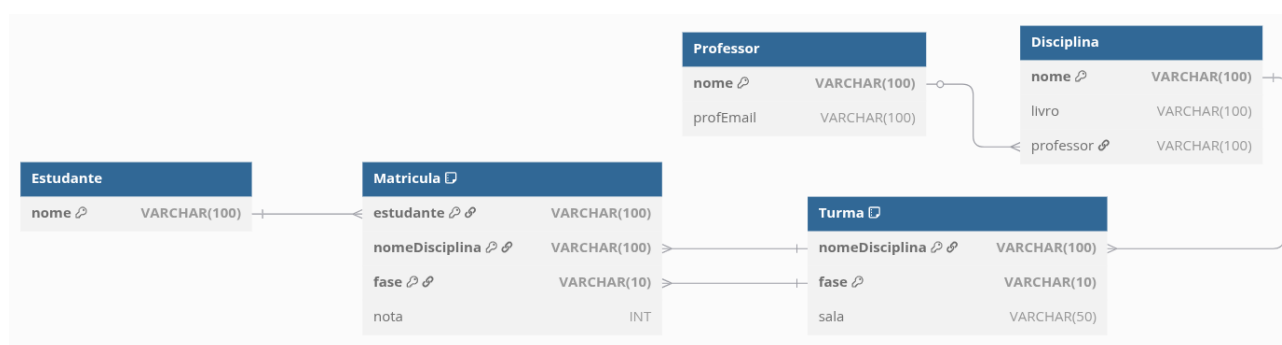 Professor
nome VARCHAR(100)
profEmail VARCHAR(100)
Disciplina
nome VARCHAR(100)
livro VARCHAR(100)
professor VARCHAR(100)
Estudante
nome VARCHAR(100)
Matricula
estudante VARCHAR(100)
nomeDisciplina VARCHAR(100)
fase VARCHAR(10)
nota INT
Turma
nomeDisciplina VARCHAR(100)
fase VARCHAR(10)
sala VARCHAR(50)